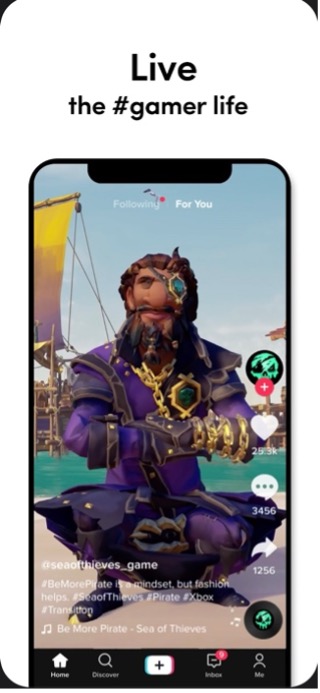 Live
the #gamer life
Following For You
25.3k
3456
1256
@seaofthieves_game
#BeMorePirate is a mindset, but fashion
helps. #SeaofThieves #Pirate #Xbox
#Transition
Be More Pirate - Sea of Thieves
9
Home Discover Inbox Me